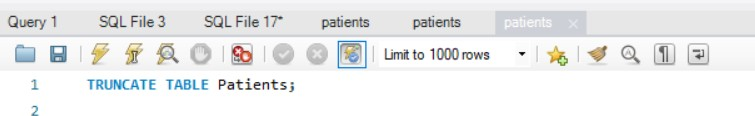 Query 1 SQL File 3 SQL File 17* patients patients patients
Limit to 1000 rows
1 TRUNCATE TABLE Patients;
2